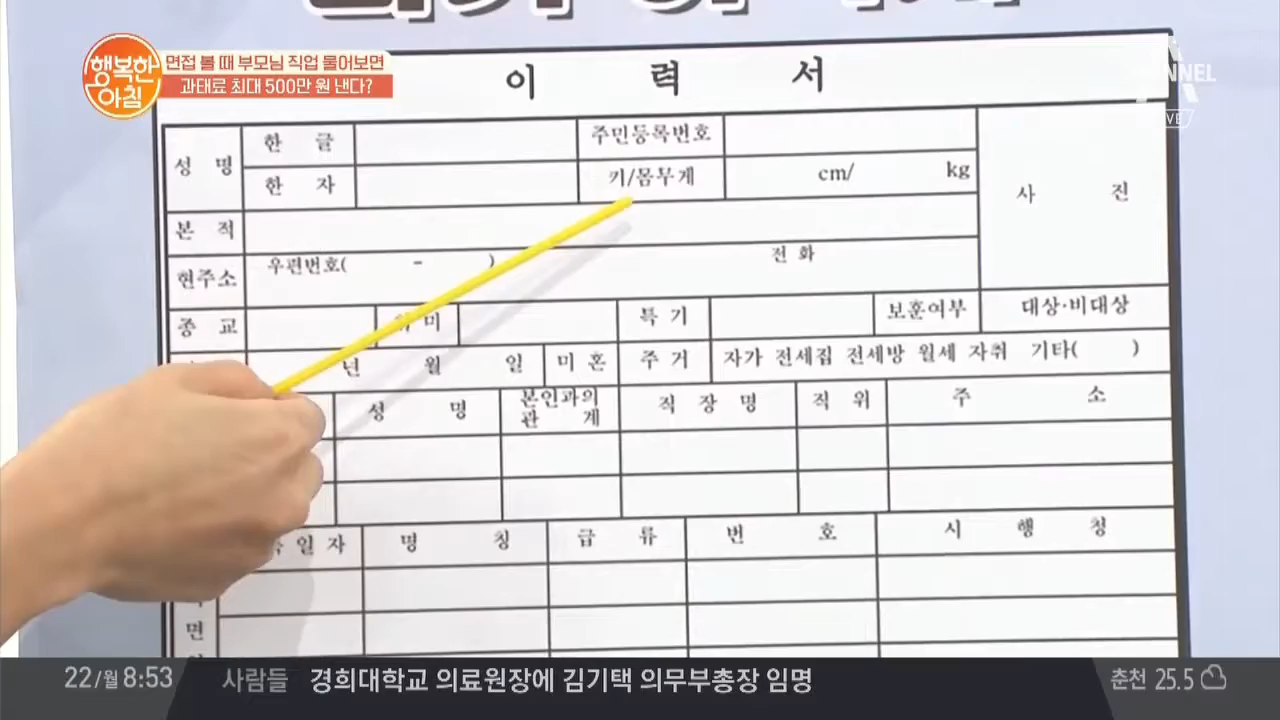 행복한
아침
면접 볼 때 부모님 직업 물어보면
과태료 최대 500만 원 낸다?
LIVE
이 력 서
성 명 한 글 주민등록번호
한 자 키/몸무게 cm/ kg
사 진
본 적
현주소 우편번호( - ) 전 화
종 교 특 기 보훈여부 대상·비대상
년 월 일 미 혼 주 거 자가 전세집 전세방 월세 자취 기타( )
성 명 본인과의 관 계 직 장 명 직 위 주 소
일 자 명 칭 급 류 번 호 시 행 청
면
22/월 8:53 사람들 경희대학교 의료원장에 김기택 의무부총장 임명 춘천 25.5